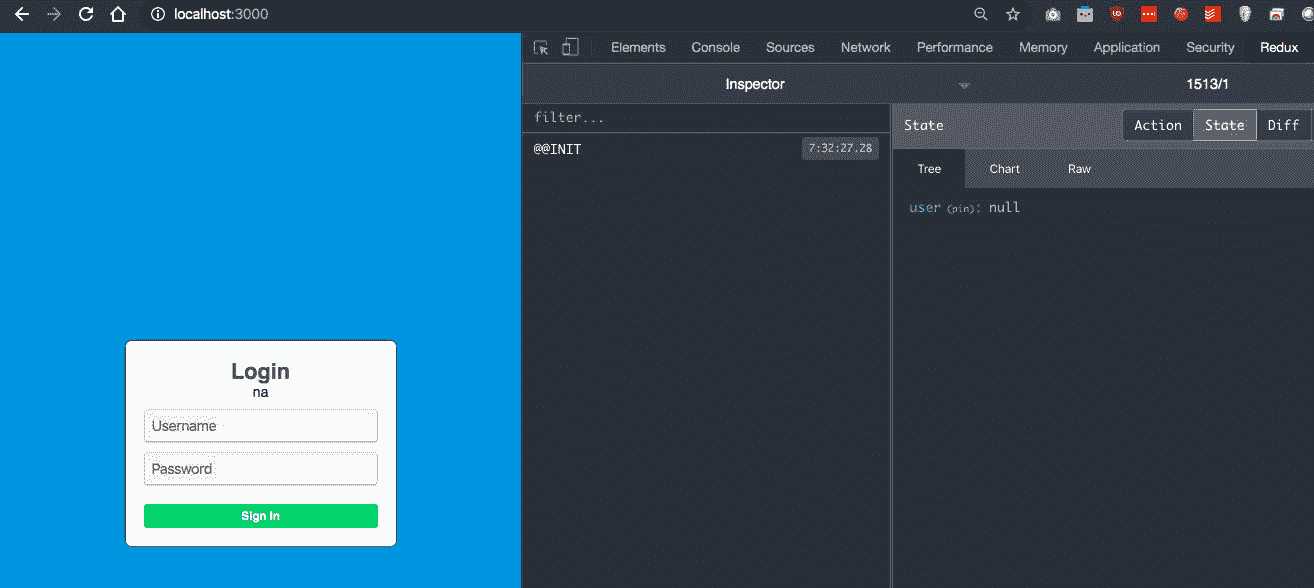 localhost:3000
Elements Console Sources Network Performance Memory Application Security Redux
Inspector 1513/1
filter...
State Action State Diff
@@INIT 7:32:27.28
Tree Chart Raw
user (pin): null
Login
na
Username
Password
Sign In